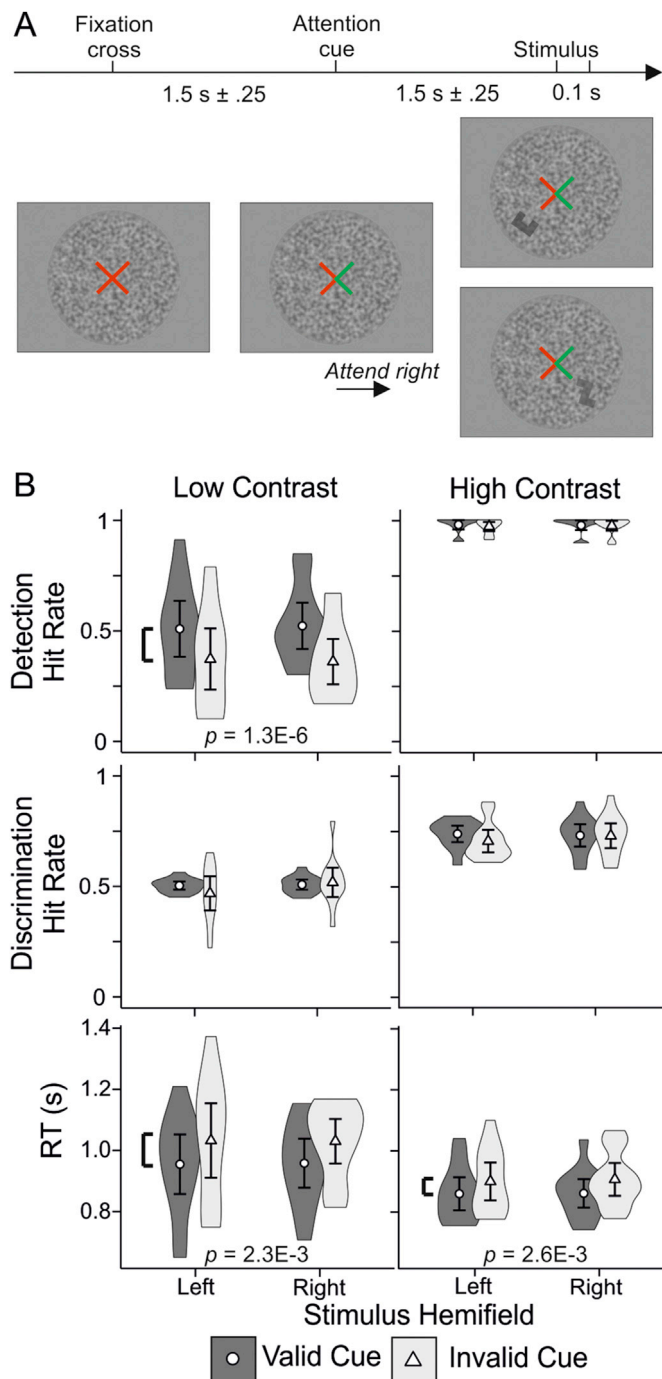 A
Fixation cross
Attention cue
Stimulus
1.5 s ± .25
1.5 s ± .25
0.1 s
Attend right
B
Low Contrast
High Contrast
Detection
Hit Rate
1
0.5
0
p = 1.3E-6
Discrimination
Hit Rate
1
0.5
0
RT (s)
1.4
1.2
1.0
0.8
p = 2.3E-3
p = 2.6E-3
Left
Right
Left
Right
Stimulus Hemifield
Valid Cue
Invalid Cue